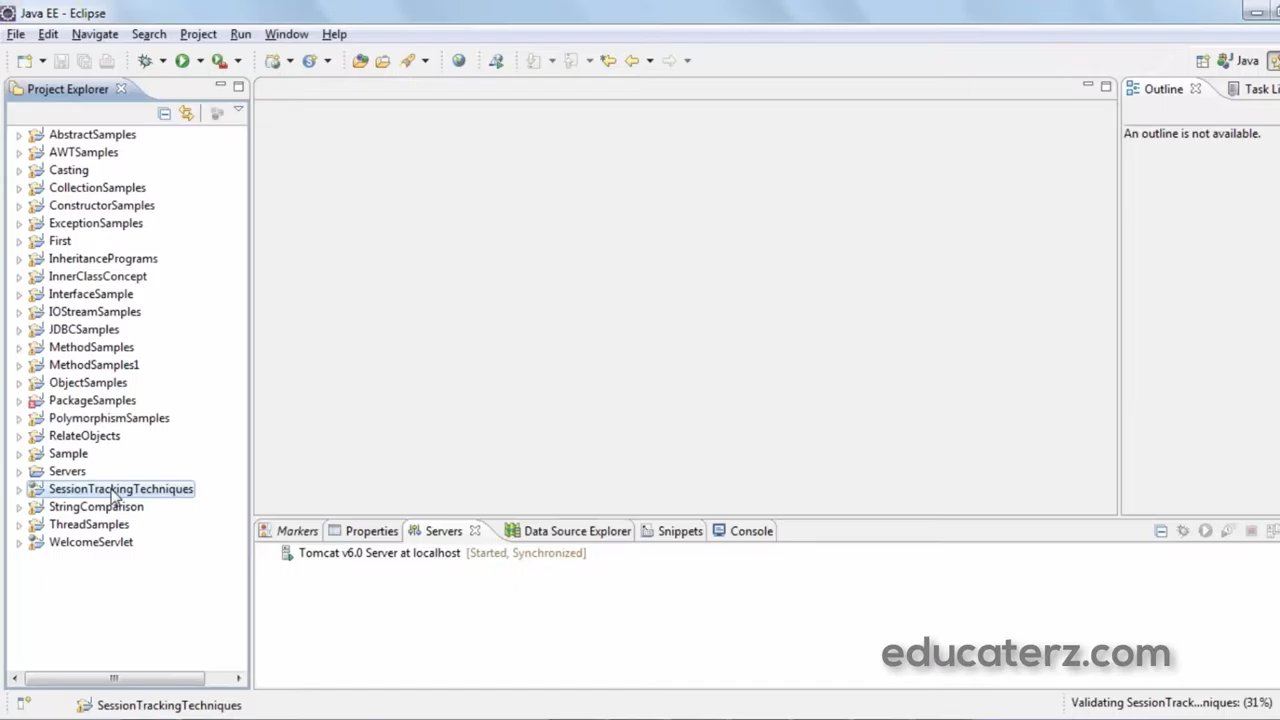 Java EE - Eclipse
File Edit Navigate Search Project Run Window Help
Java
Project Explorer
Outline
Task Li
An outline is not available.
AbstractSamples
AWTSamples
Casting
CollectionSamples
ConstructorSamples
ExceptionSamples
First
InheritancePrograms
InnerClassConcept
InterfaceSample
IOStreamSamples
JDBCSamples
MethodSamples
MethodSamples1
ObjectSamples
PackageSamples
PolymorphismSamples
RelateObjects
Sample
Servers
SessionTrackingTechniques
StringComparison
ThreadSamples
WelcomeServlet
Markers Properties Servers Data Source Explorer Snippets Console
Tomcat v6.0 Server at localhost [Started, Synchronized]
educaterz.com
SessionTrackingTechniques
Validating SessionTrack...niques: (31%)